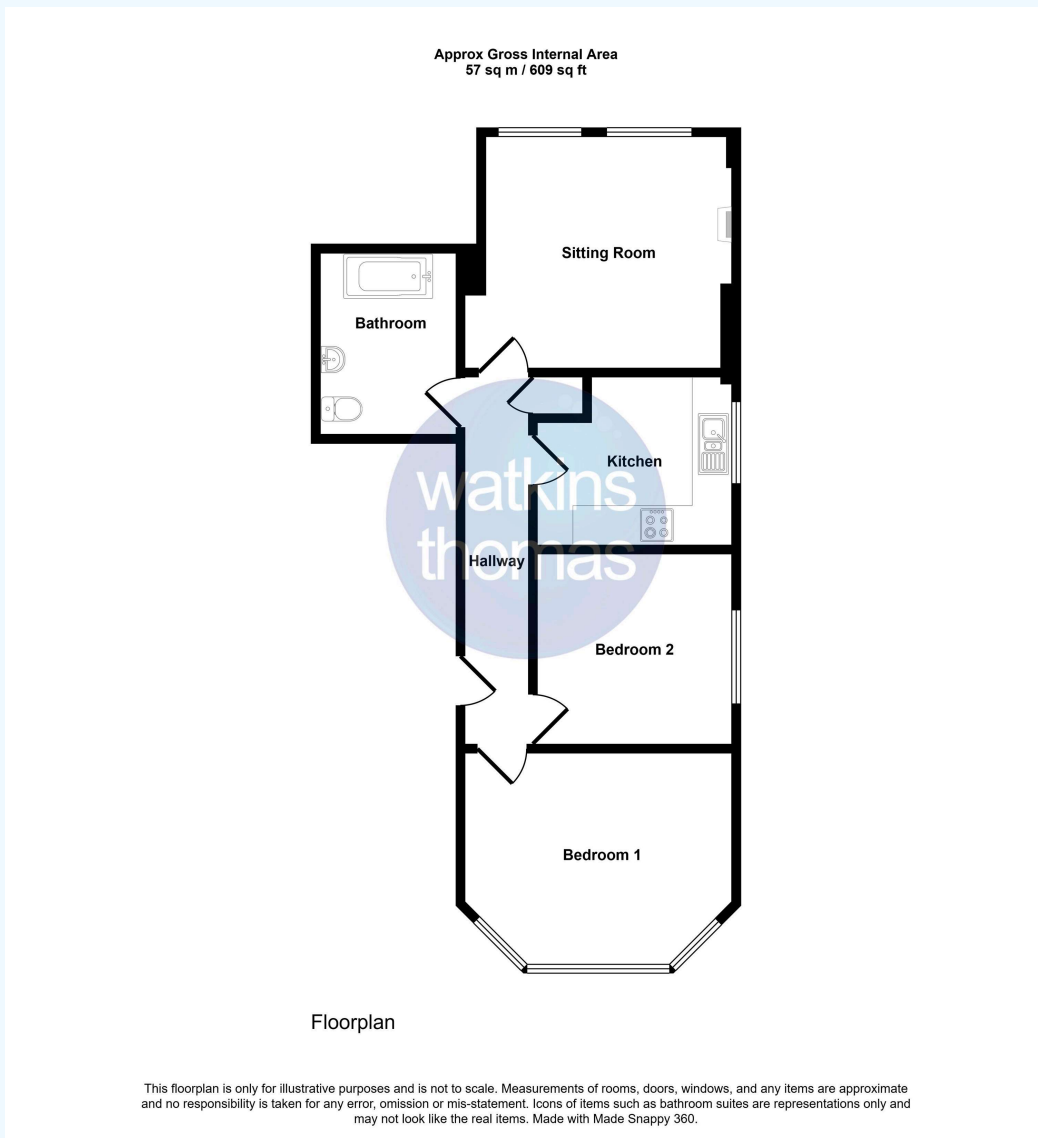 Approx Gross Internal Area
57 sq m / 609 sq ft
Sitting Room
Bathroom
Kitchen
watkins
thomas
Hallway
Bedroom 2
Bedroom 1
Floorplan
This floorplan is only for illustrative purposes and is not to scale. Measurements of rooms, doors, windows, and any items are approximate
and no responsibility is taken for any error, omission or mis-statement. Icons of items such as bathroom suites are representations only and
may not look like the real items. Made with Made Snappy 360.